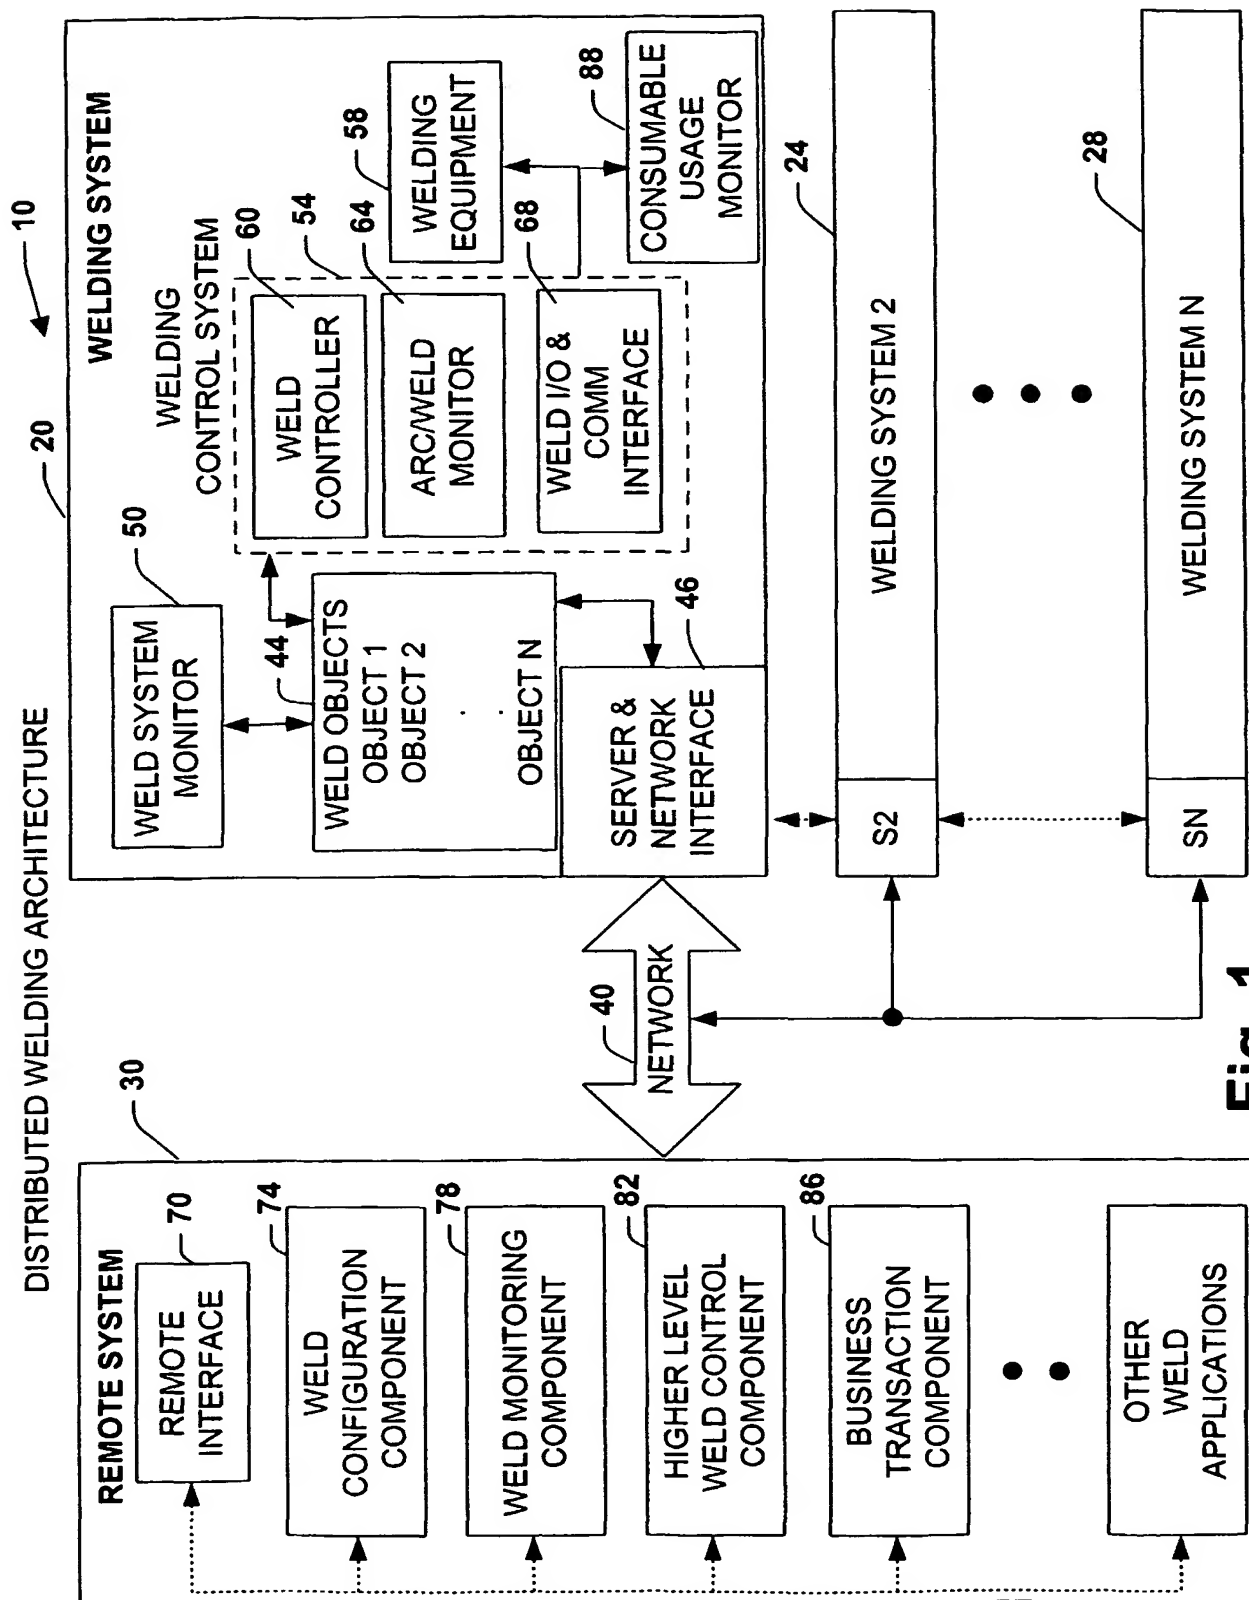 DISTRIBUTED WELDING ARCHITECTURE
10
REMOTE SYSTEM
30
70
REMOTE
INTERFACE
74
WELD
CONFIGURATION
COMPONENT
78
WELD MONITORING
COMPONENT
82
HIGHER LEVEL
WELD CONTROL
COMPONENT
86
BUSINESS
TRANSACTION
COMPONENT
OTHER
WELD
APPLICATIONS
40
NETWORK
20
WELDING SYSTEM
50
WELD SYSTEM
MONITOR
44
WELD OBJECTS
OBJECT 1
OBJECT 2
OBJECT N
46
SERVER &
NETWORK
INTERFACE
WELDING
CONTROL SYSTEM
54
60
WELD
CONTROLLER
64
ARC/WELD
MONITOR
68
WELD I/O &
COMM
INTERFACE
58
WELDING
EQUIPMENT
88
CONSUMABLE
USAGE
MONITOR
24
S2
WELDING SYSTEM 2
28
SN
WELDING SYSTEM N
Fig. 1